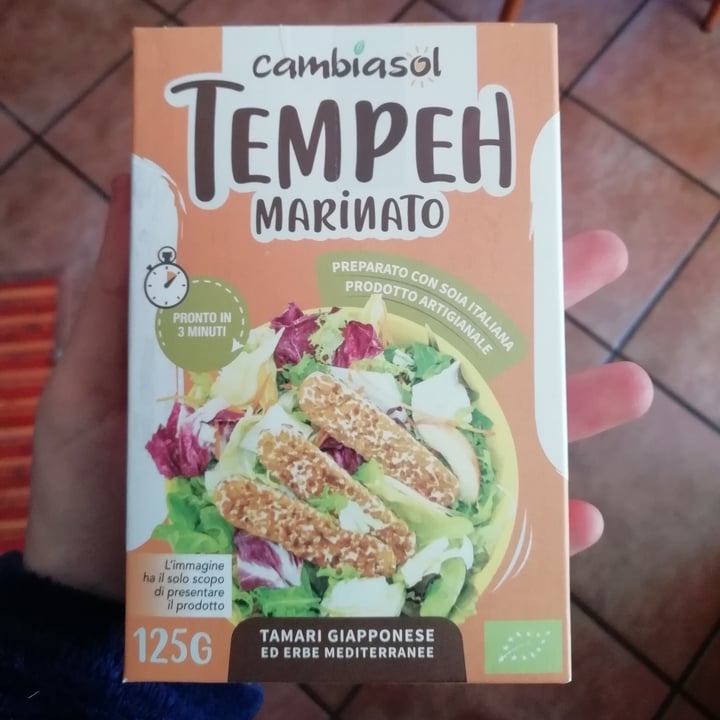 cambiasol
TEMPEH
MARINATO
PREPARATO CON SOIA ITALIANA
PRODOTTO ARTIGIANALE
PRONTO IN
3 MINUTI
L'immagine
ha il solo scopo
di presentare
il prodotto
125G
TAMARI GIAPPONESE
ED ERBE MEDITERRANEE